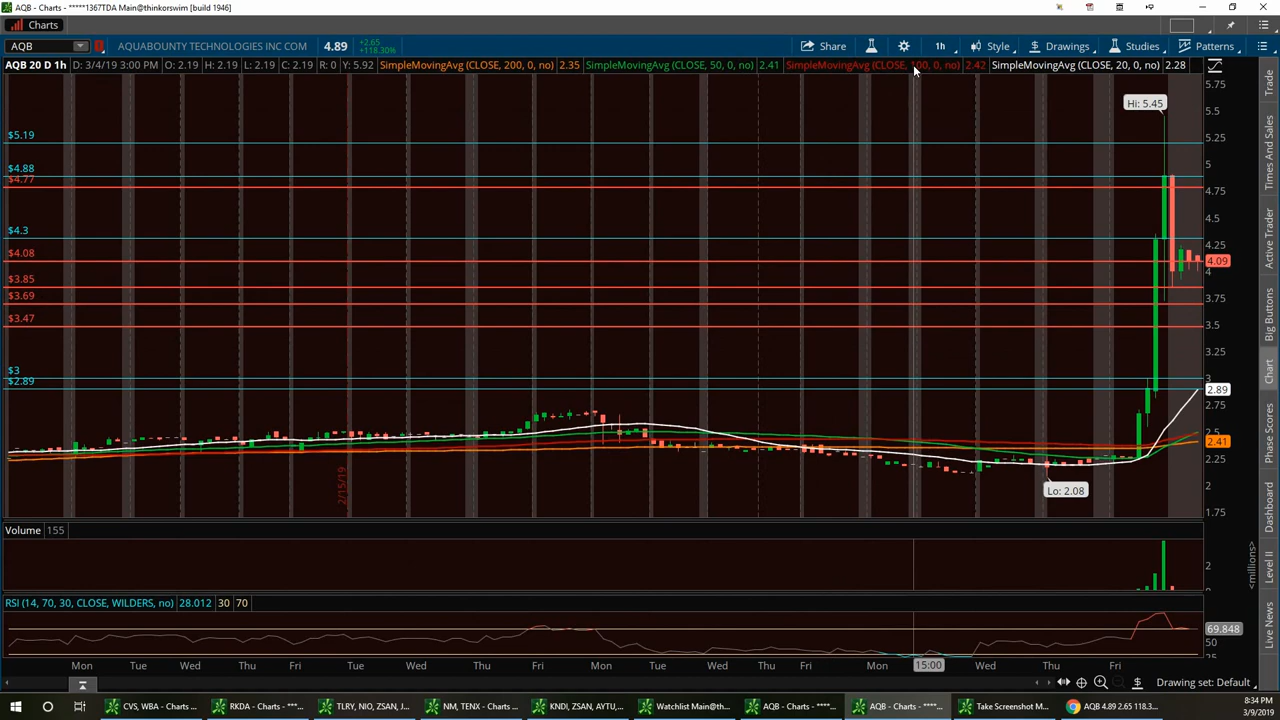 AQB - Charts - *****1367TDA Main@thinkorswim [build 1946]
Charts
AQB AQUABOUNTY TECHNOLOGIES INC COM 4.89 +2.65 +118.30% Share 1h Style Drawings Studies Patterns
AQB 20 D 1h D: 3/4/19 3:00 PM O: 2.19 H: 2.19 L: 2.19 C: 2.19 R: 0 Y: 5.92 SimpleMovingAvg (CLOSE, 200, 0, no) 2.35 SimpleMovingAvg (CLOSE, 50, 0, no) 2.41 SimpleMovingAvg (CLOSE, 100, 0, no) 2.42 SimpleMovingAvg (CLOSE, 20, 0, no) 2.28
5.75
Hi: 5.45
5.5
5.25
$5.19
5
$4.88
$4.77
4.75
4.5
$4.3
4.25
$4.08
4.09
4
$3.85
3.75
$3.69
3.5
$3.47
3.25
$3
3
$2.89
2.89
2.75
2.5
2.41
2.25
2
Lo: 2.08
2/15/19
1.75
Volume 155
2
<millions>
RSI (14, 70, 30, CLOSE, WILDERS, no) 28.012 30 70
69.848
50
25
Mon Tue Wed Thu Fri Tue Wed Thu Fri Mon Tue Wed Thu Fri Mon 15:00 Wed Thu Fri
Drawing set: Default
Trade
Times And Sales
Active Trader
Big Buttons
Chart
Phase Scores
Dashboard
Level II
Live News
CVS, WBA - Charts - ... RKDA - Charts - *** ... TLRY, NIO, ZSAN, J... NM, TENX - Charts ... KNDI, ZSAN, AYTU,... Watchlist Main@th... AQB - Charts - ****... AQB - Charts - ****... Take Screenshot M... AQB 4.89 2.65 118.3...
8:34 PM
3/9/2019